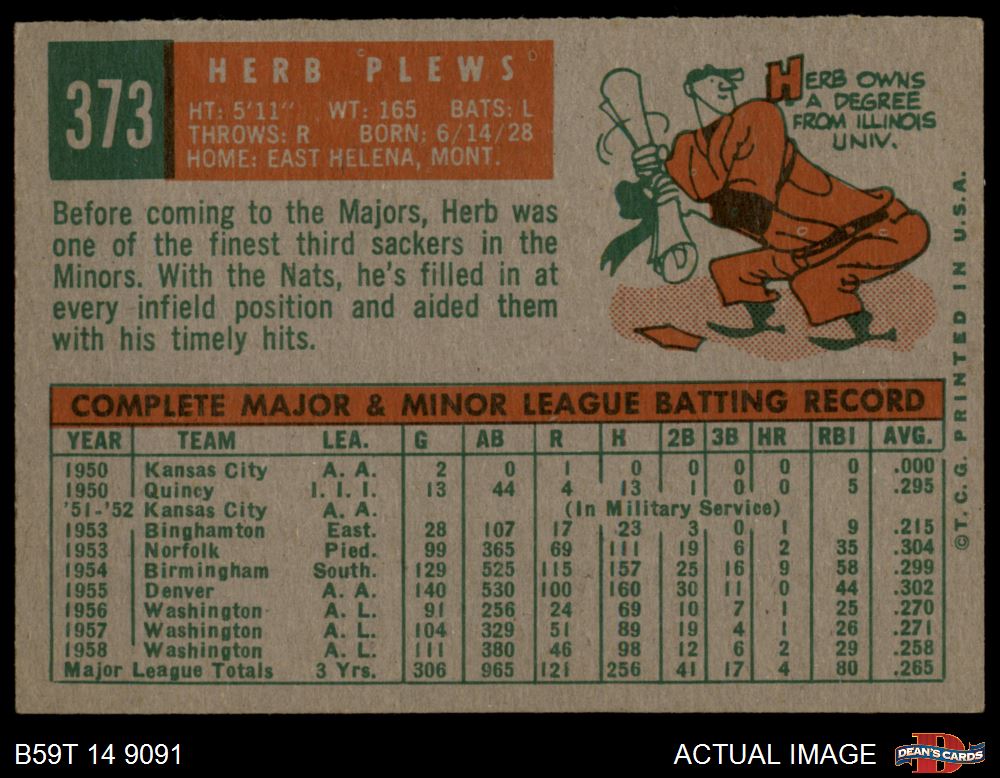 373
HERB PLEWS
HT: 5'11" WT: 165 BATS: L
THROWS: R BORN: 6/14/28
HOME: EAST HELENA, MONT.
HERB OWNS
A DEGREE
FROM ILLINOIS
UNIV.
Before coming to the Majors, Herb was
one of the finest third sackers in the
Minors. With the Nats, he's filled in at
every infield position and aided them
with his timely hits.
COMPLETE MAJOR & MINOR LEAGUE BATTING RECORD
YEAR TEAM LEA. G AB R H 2B 3B HR RBI AVG.
1950 Kansas City A. A. 2 0 1 0 0 0 0 0 .000
1950 Quincy I. I. I. 13 44 4 13 1 0 0 5 .295
'51-'52 Kansas City A. A. (In Military Service)
1953 Binghamton East. 28 107 17 23 3 0 1 9 .215
1953 Norfolk Pied. 99 365 69 111 19 6 2 35 .304
1954 Birmingham South. 129 525 115 157 25 16 9 58 .299
1955 Denver A. A. 140 530 100 160 30 11 0 44 .302
1956 Washington A. L. 91 256 24 69 10 7 1 25 .270
1957 Washington A. L. 104 329 51 89 19 4 1 26 .271
1958 Washington A. L. 111 380 46 98 12 6 2 29 .258
Major League Totals 3 Yrs. 306 965 121 256 41 17 4 80 .265
©T. C. G. PRINTED IN U.S.A.
B59T 14 9091
ACTUAL IMAGE
DEAN'S CARDS